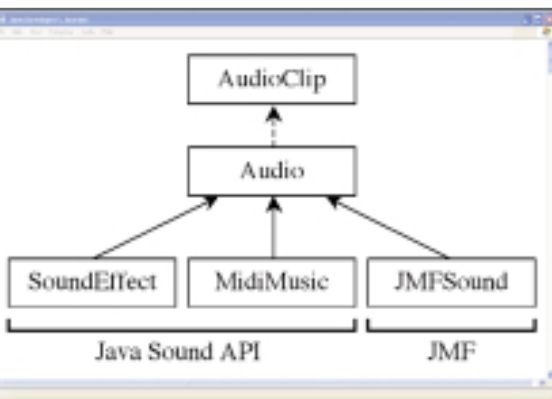 AudioClip
Audio
SoundEffect
MidiMusic
JMFSound
Java Sound API
JMF